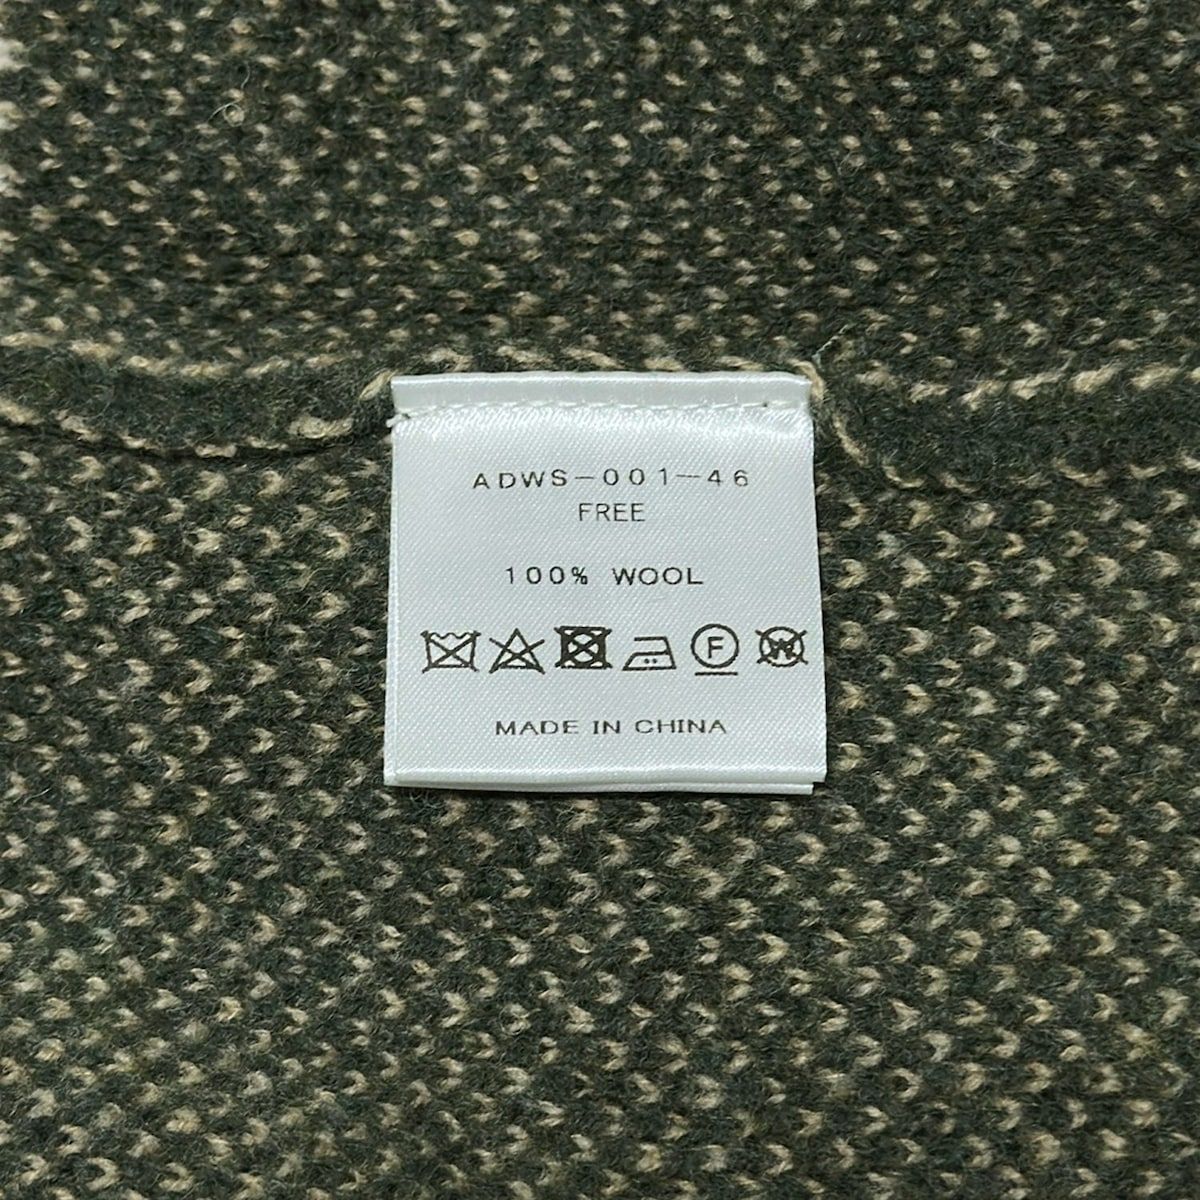 ADWS-001-46
FREE
100% WOOL
F W
MADE IN CHINA